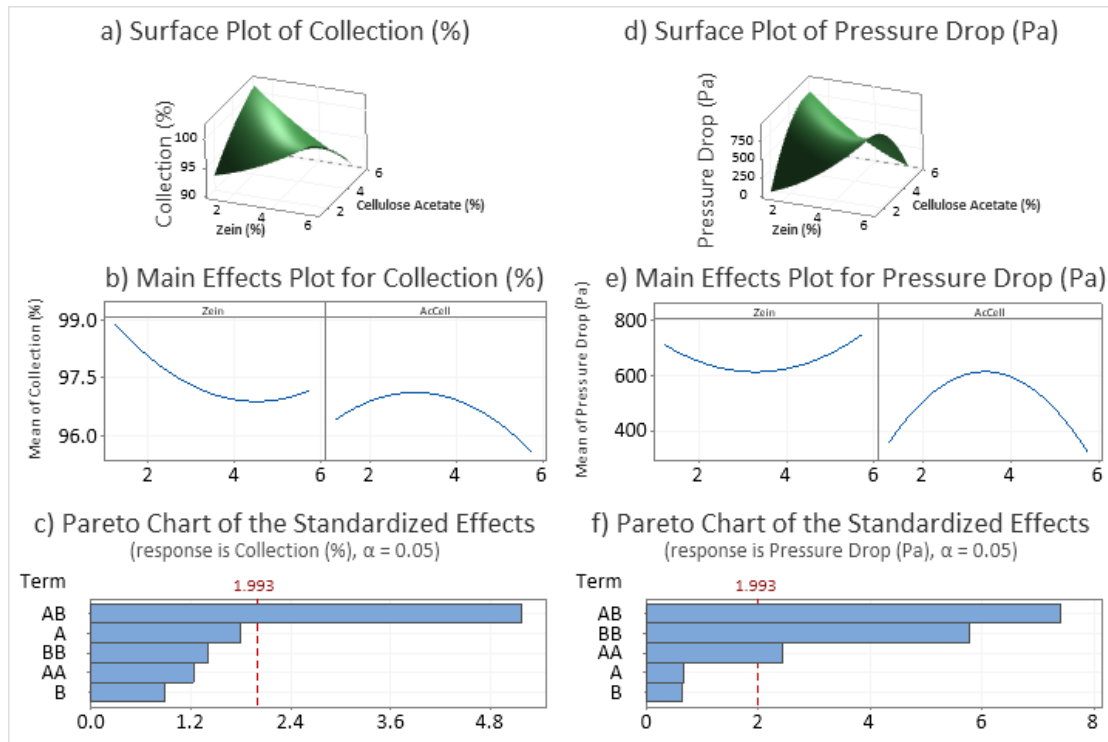 a) Surface Plot of Collection (%)
Collection (%)
100
95
90
2
4
6
Zein (%)
2
4
6
Cellulose Acetate (%)
d) Surface Plot of Pressure Drop (Pa)
Pressure Drop (Pa)
750
500
250
0
2
4
6
Zein (%)
2
4
6
Cellulose Acetate (%)
b) Main Effects Plot for Collection (%)
Mean of Collection (%)
Zein
AcCell
99.0
97.5
96.0
2
4
6
2
4
6
e) Main Effects Plot for Pressure Drop (Pa)
Mean of Pressure Drop (Pa)
Zein
AcCell
800
600
400
2
4
6
2
4
6
c) Pareto Chart of the Standardized Effects
(response is Collection (%), α = 0.05)
Term
1.993
AB
A
BB
AA
B
0.0
1.2
2.4
3.6
4.8
f) Pareto Chart of the Standardized Effects
(response is Pressure Drop (Pa), α = 0.05)
Term
1.993
AB
BB
AA
A
B
0
2
4
6
8